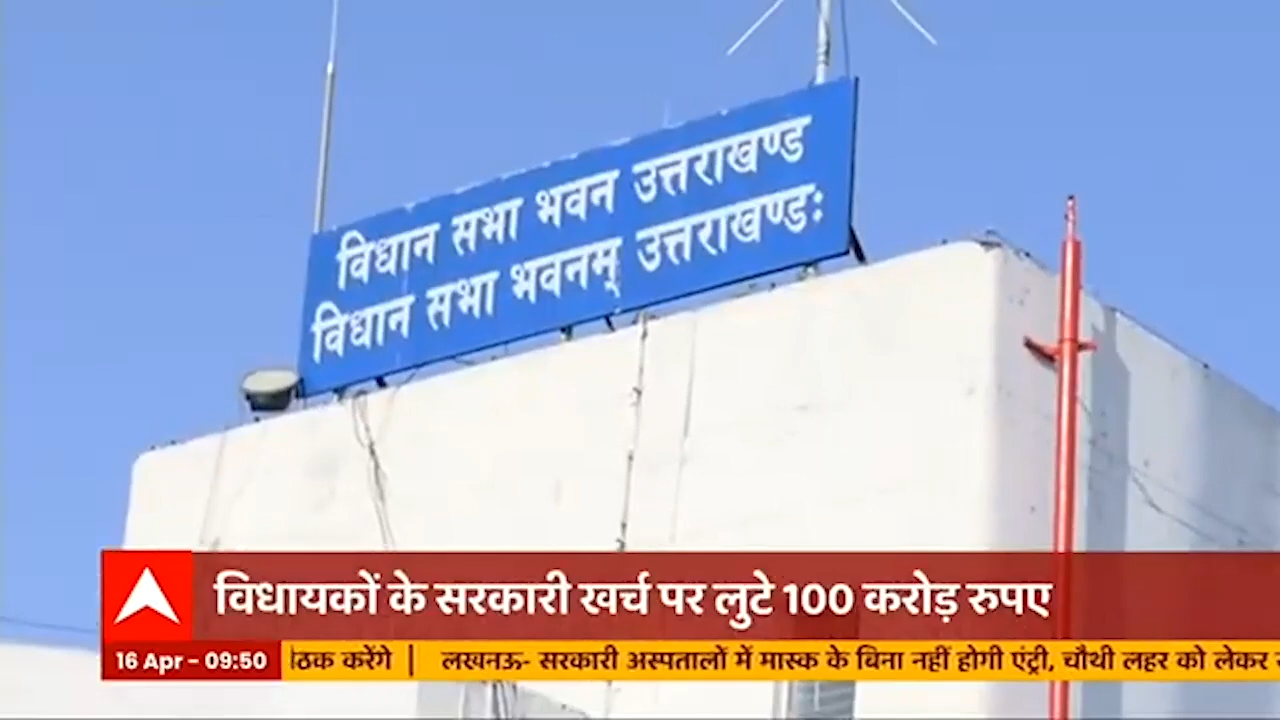 विधान सभा भवन उत्तराखण्ड
विधान सभा भवनम् उत्तराखण्डः
विधायकों के सरकारी खर्च पर लुटे 100 करोड़ रुपए
16 Apr - 09:50
ठक करेंगे | लखनऊ- सरकारी अस्पतालों में मास्क के बिना नहीं होगी एंट्री, चौथी लहर को लेकर